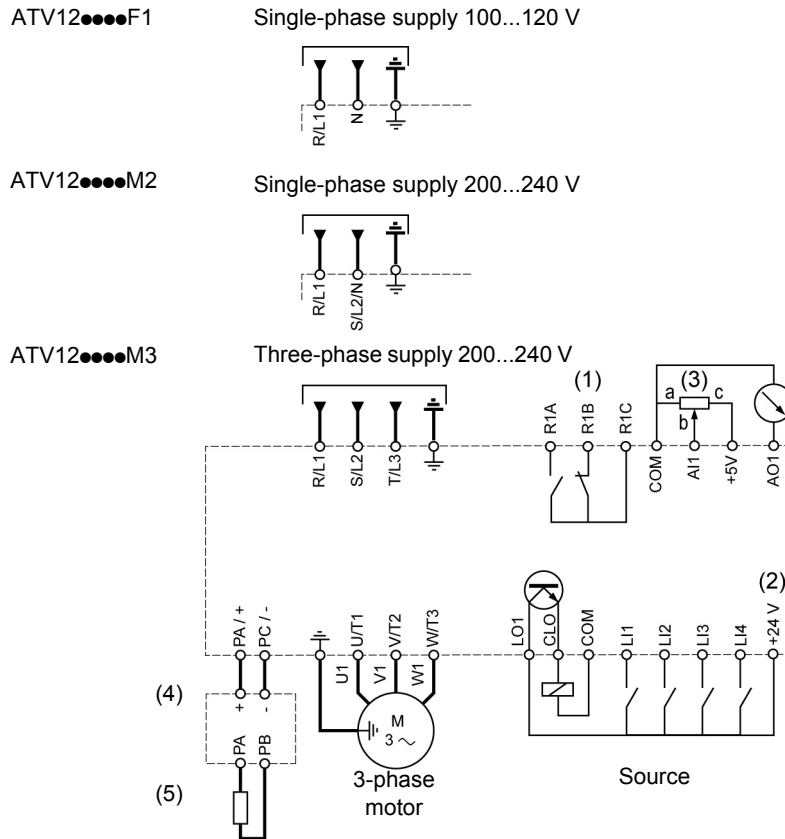 ATV12●●●●F1 Single-phase supply 100...120 V
R/L1 N
ATV12●●●●M2 Single-phase supply 200...240 V
R/L1 S/L2/N
ATV12●●●●M3 Three-phase supply 200...240 V
(1) (3)
a c
b
R/L1 S/L2 T/L3 R1A R1B R1C COM AI1 +5V AO1
(2)
PA / + PC / - U/T1 V/T2 W/T3 LO1 CLO COM LI1 LI2 LI3 LI4 +24 V
U1 V1 W1
(4) + -
M
3 ~
PA PB
(5)
3-phase
motor
Source